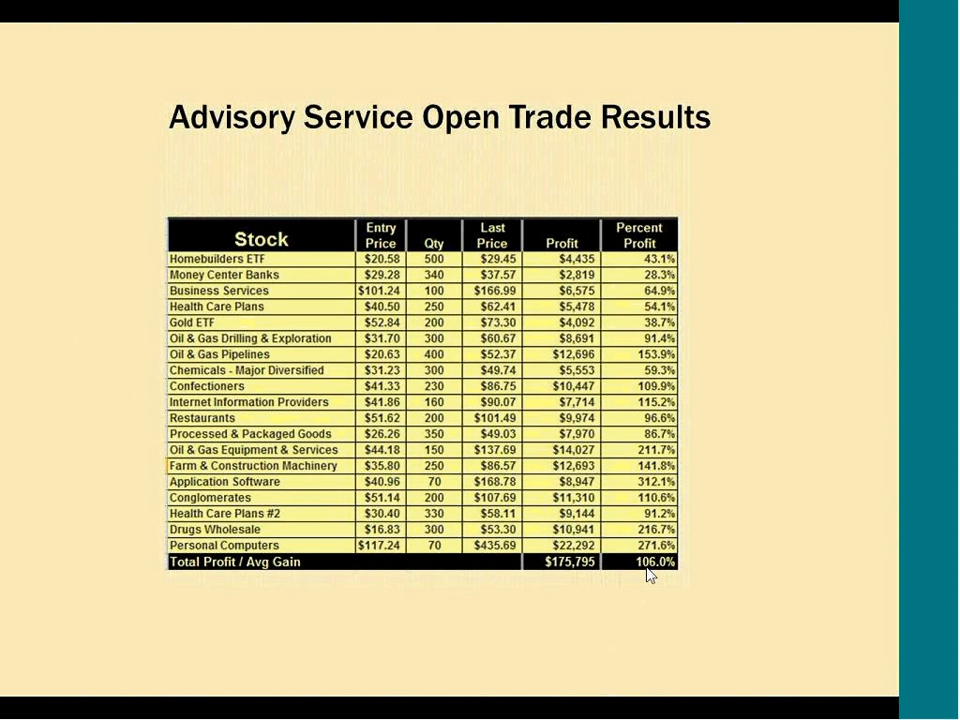 Advisory Service Open Trade Results
Stock Entry Price Qty Last Price Profit Percent Profit
Homebuilders ETF $20.58 500 $29.45 $4,435 43.1%
Money Center Banks $29.28 340 $37.57 $2,819 28.3%
Business Services $101.24 100 $166.99 $6,575 64.9%
Health Care Plans $40.50 250 $62.41 $5,478 54.1%
Gold ETF $52.84 200 $73.30 $4,092 38.7%
Oil & Gas Drilling & Exploration $31.70 300 $60.67 $8,691 91.4%
Oil & Gas Pipelines $20.63 400 $52.37 $12,696 153.9%
Chemicals - Major Diversified $31.23 300 $49.74 $5,553 59.3%
Confectioners $41.33 230 $86.75 $10,447 109.9%
Internet Information Providers $41.86 160 $90.07 $7,714 115.2%
Restaurants $51.62 200 $101.49 $9,974 96.6%
Processed & Packaged Goods $26.26 350 $49.03 $7,970 86.7%
Oil & Gas Equipment & Services $44.18 150 $137.69 $14,027 211.7%
Farm & Construction Machinery $35.80 250 $86.57 $12,693 141.8%
Application Software $40.96 70 $168.78 $8,947 312.1%
Conglomerates $51.14 200 $107.69 $11,310 110.6%
Health Care Plans #2 $30.40 330 $58.11 $9,144 91.2%
Drugs Wholesale $16.83 300 $53.30 $10,941 216.7%
Personal Computers $117.24 70 $435.69 $22,292 271.6%
Total Profit / Avg Gain $175,795 106.0%